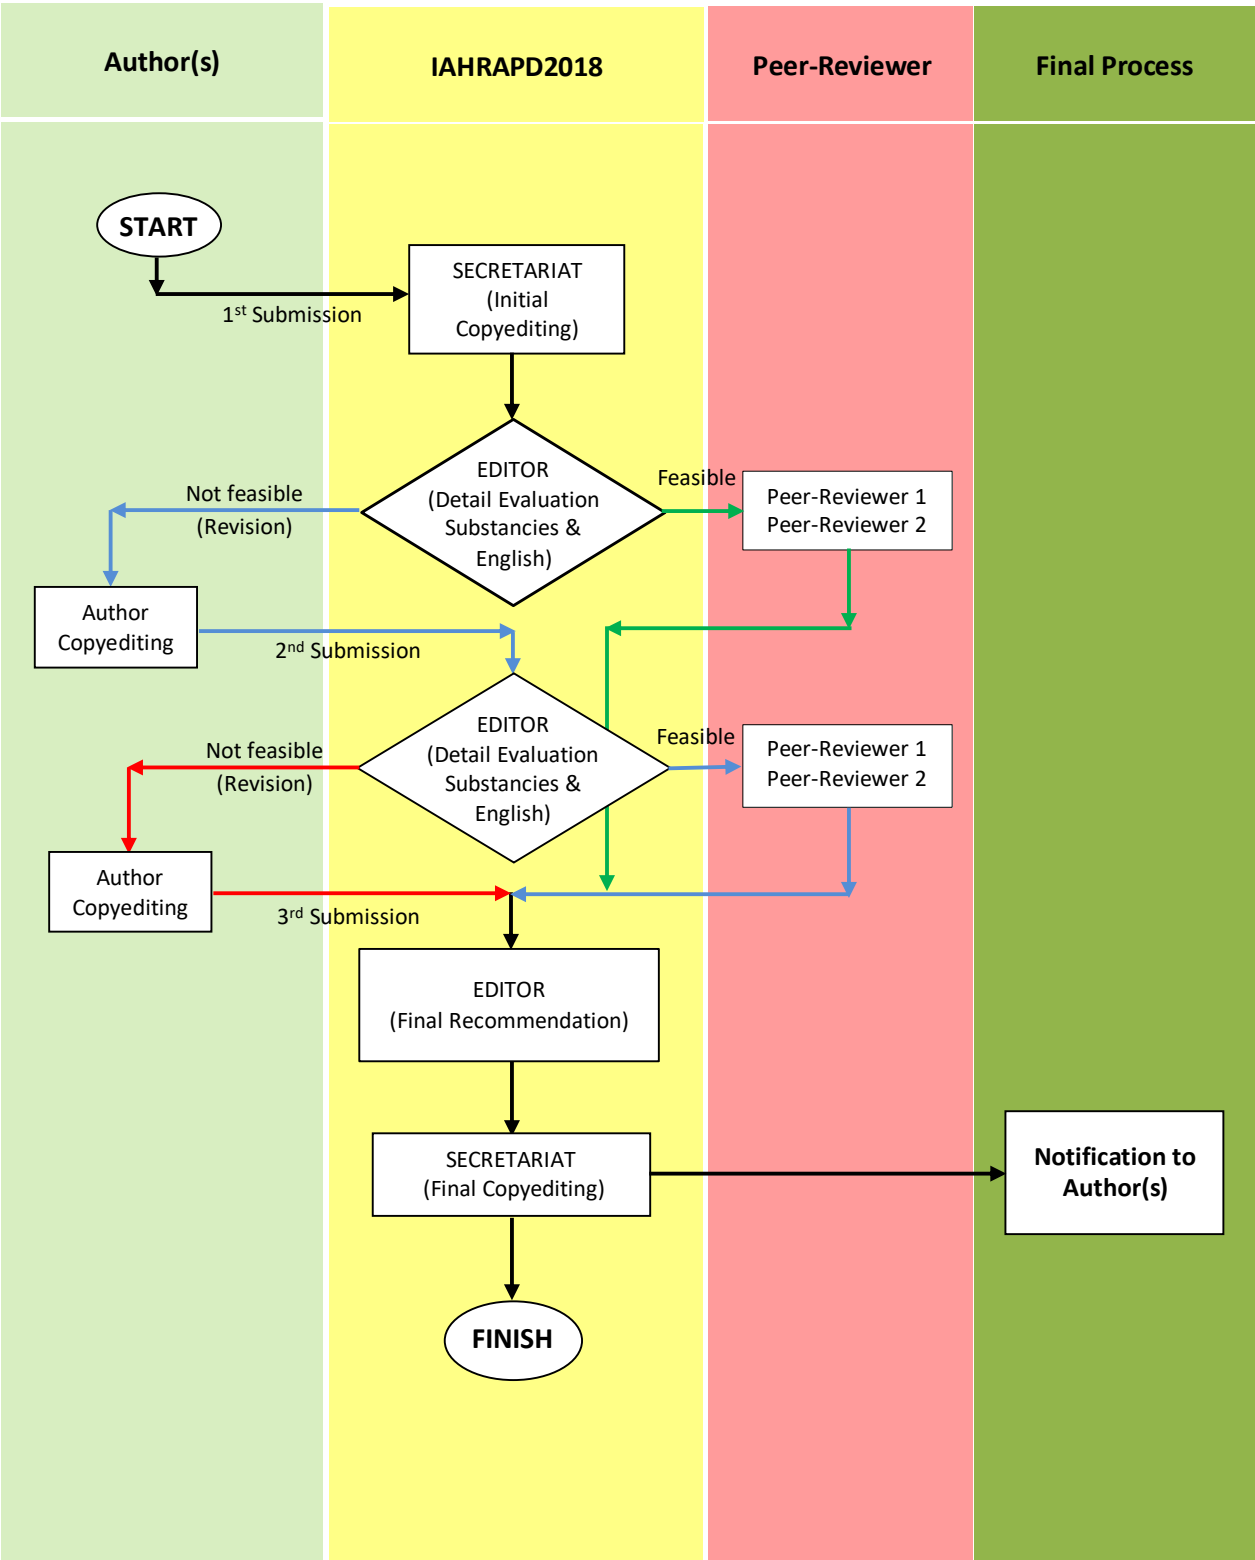 Author(s)
IAHRAPD2018
Peer-Reviewer
Final Process
START
1st Submission
SECRETARIAT
(Initial
Copyediting)
EDITOR
(Detail Evaluation
Substancies &
English)
Feasible
Peer-Reviewer 1
Peer-Reviewer 2
Not feasible
(Revision)
Author
Copyediting
2nd Submission
EDITOR
(Detail Evaluation
Substancies &
English)
Feasible
Peer-Reviewer 1
Peer-Reviewer 2
Not feasible
(Revision)
Author
Copyediting
3rd Submission
EDITOR
(Final Recommendation)
SECRETARIAT
(Final Copyediting)
Notification to
Author(s)
FINISH